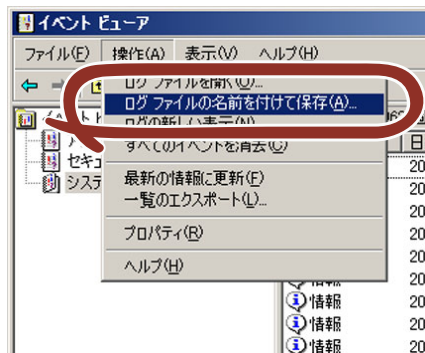 イベント ビューア
ファイル(F) 操作(A) 表示(V) ヘルプ(H)
ログ ファイルを開く(O)...
ログ ファイルの名前を付けて保存(A)...
ログの新しい表示(N)
すべてのイベントを消去(C)
最新の情報に更新(F)
一覧のエクスポート(L)...
プロパティ(R)
ヘルプ(H)
セキュ
システ
日
20
20
20
20
20
20
情報 20
情報 20
情報 20